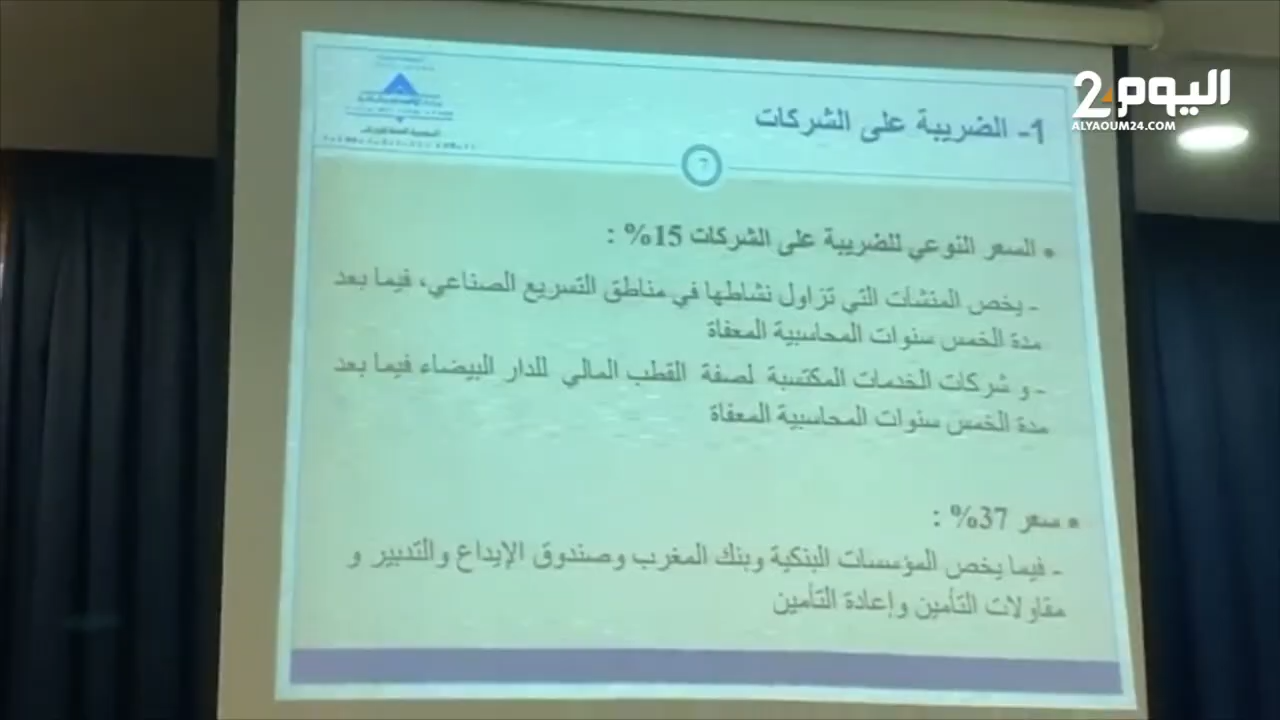 اليوم 24
ALYAOUM24.COM
1- الضريبة على الشركات
7
• السعر النوعي للضريبة على الشركات 15% :
- يخص المنشآت التي تزاول نشاطها في مناطق التسريع الصناعي، فيما بعد
مدة الخمس سنوات المحاسبية المعفاة
- و شركات الخدمات المكتسبة لصفة القطب المالي للدار البيضاء فيما بعد
مدة الخمس سنوات المحاسبية المعفاة
• سعر 37% :
- فيما يخص المؤسسات البنكية وبنك المغرب وصندوق الإيداع والتدبير و
مقاولات التأمين وإعادة التأمين